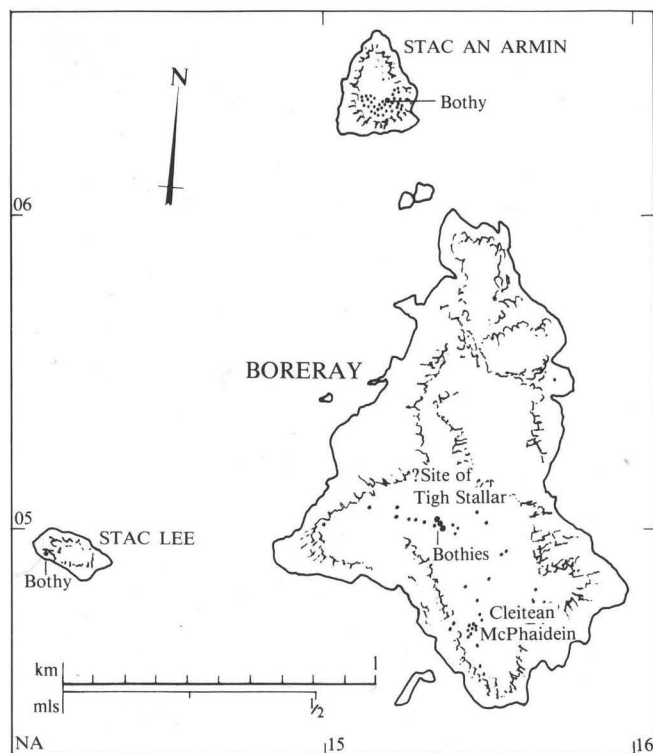 STAC AN ARMIN
N
Bothy
06
BORERAY
?Site of
Tigh Stallar
05
STAC LEE
Bothies
Bothy
Cleitean
McPhaidein
km
1
mls
1/2
NA
15
16